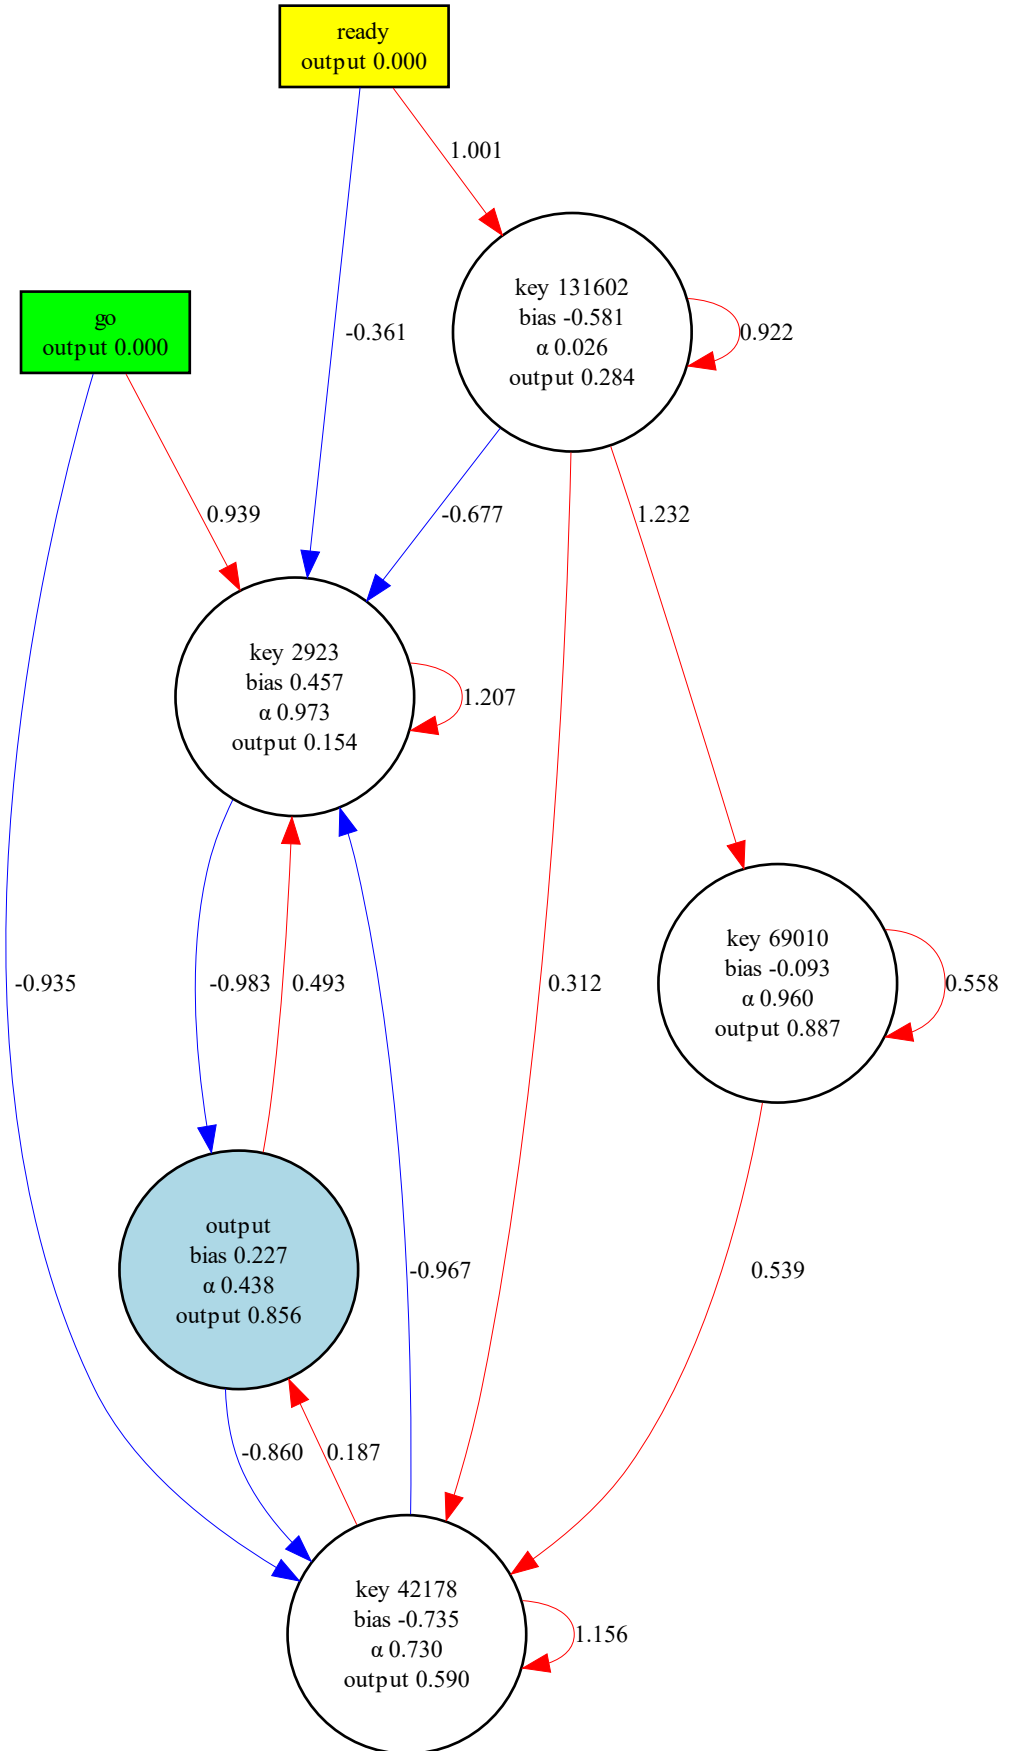 ready
output 0.000
1.001
key 131602
bias -0.581
α 0.026
output 0.284
0.922
go
output 0.000
-0.361
0.939
-0.677
1.232
key 2923
bias 0.457
α 0.973
output 0.154
1.207
key 69010
bias -0.093
α 0.960
output 0.887
0.558
-0.935
-0.983
0.493
0.312
output
bias 0.227
α 0.438
output 0.856
-0.967
0.539
-0.860
0.187
key 42178
bias -0.735
α 0.730
output 0.590
1.156